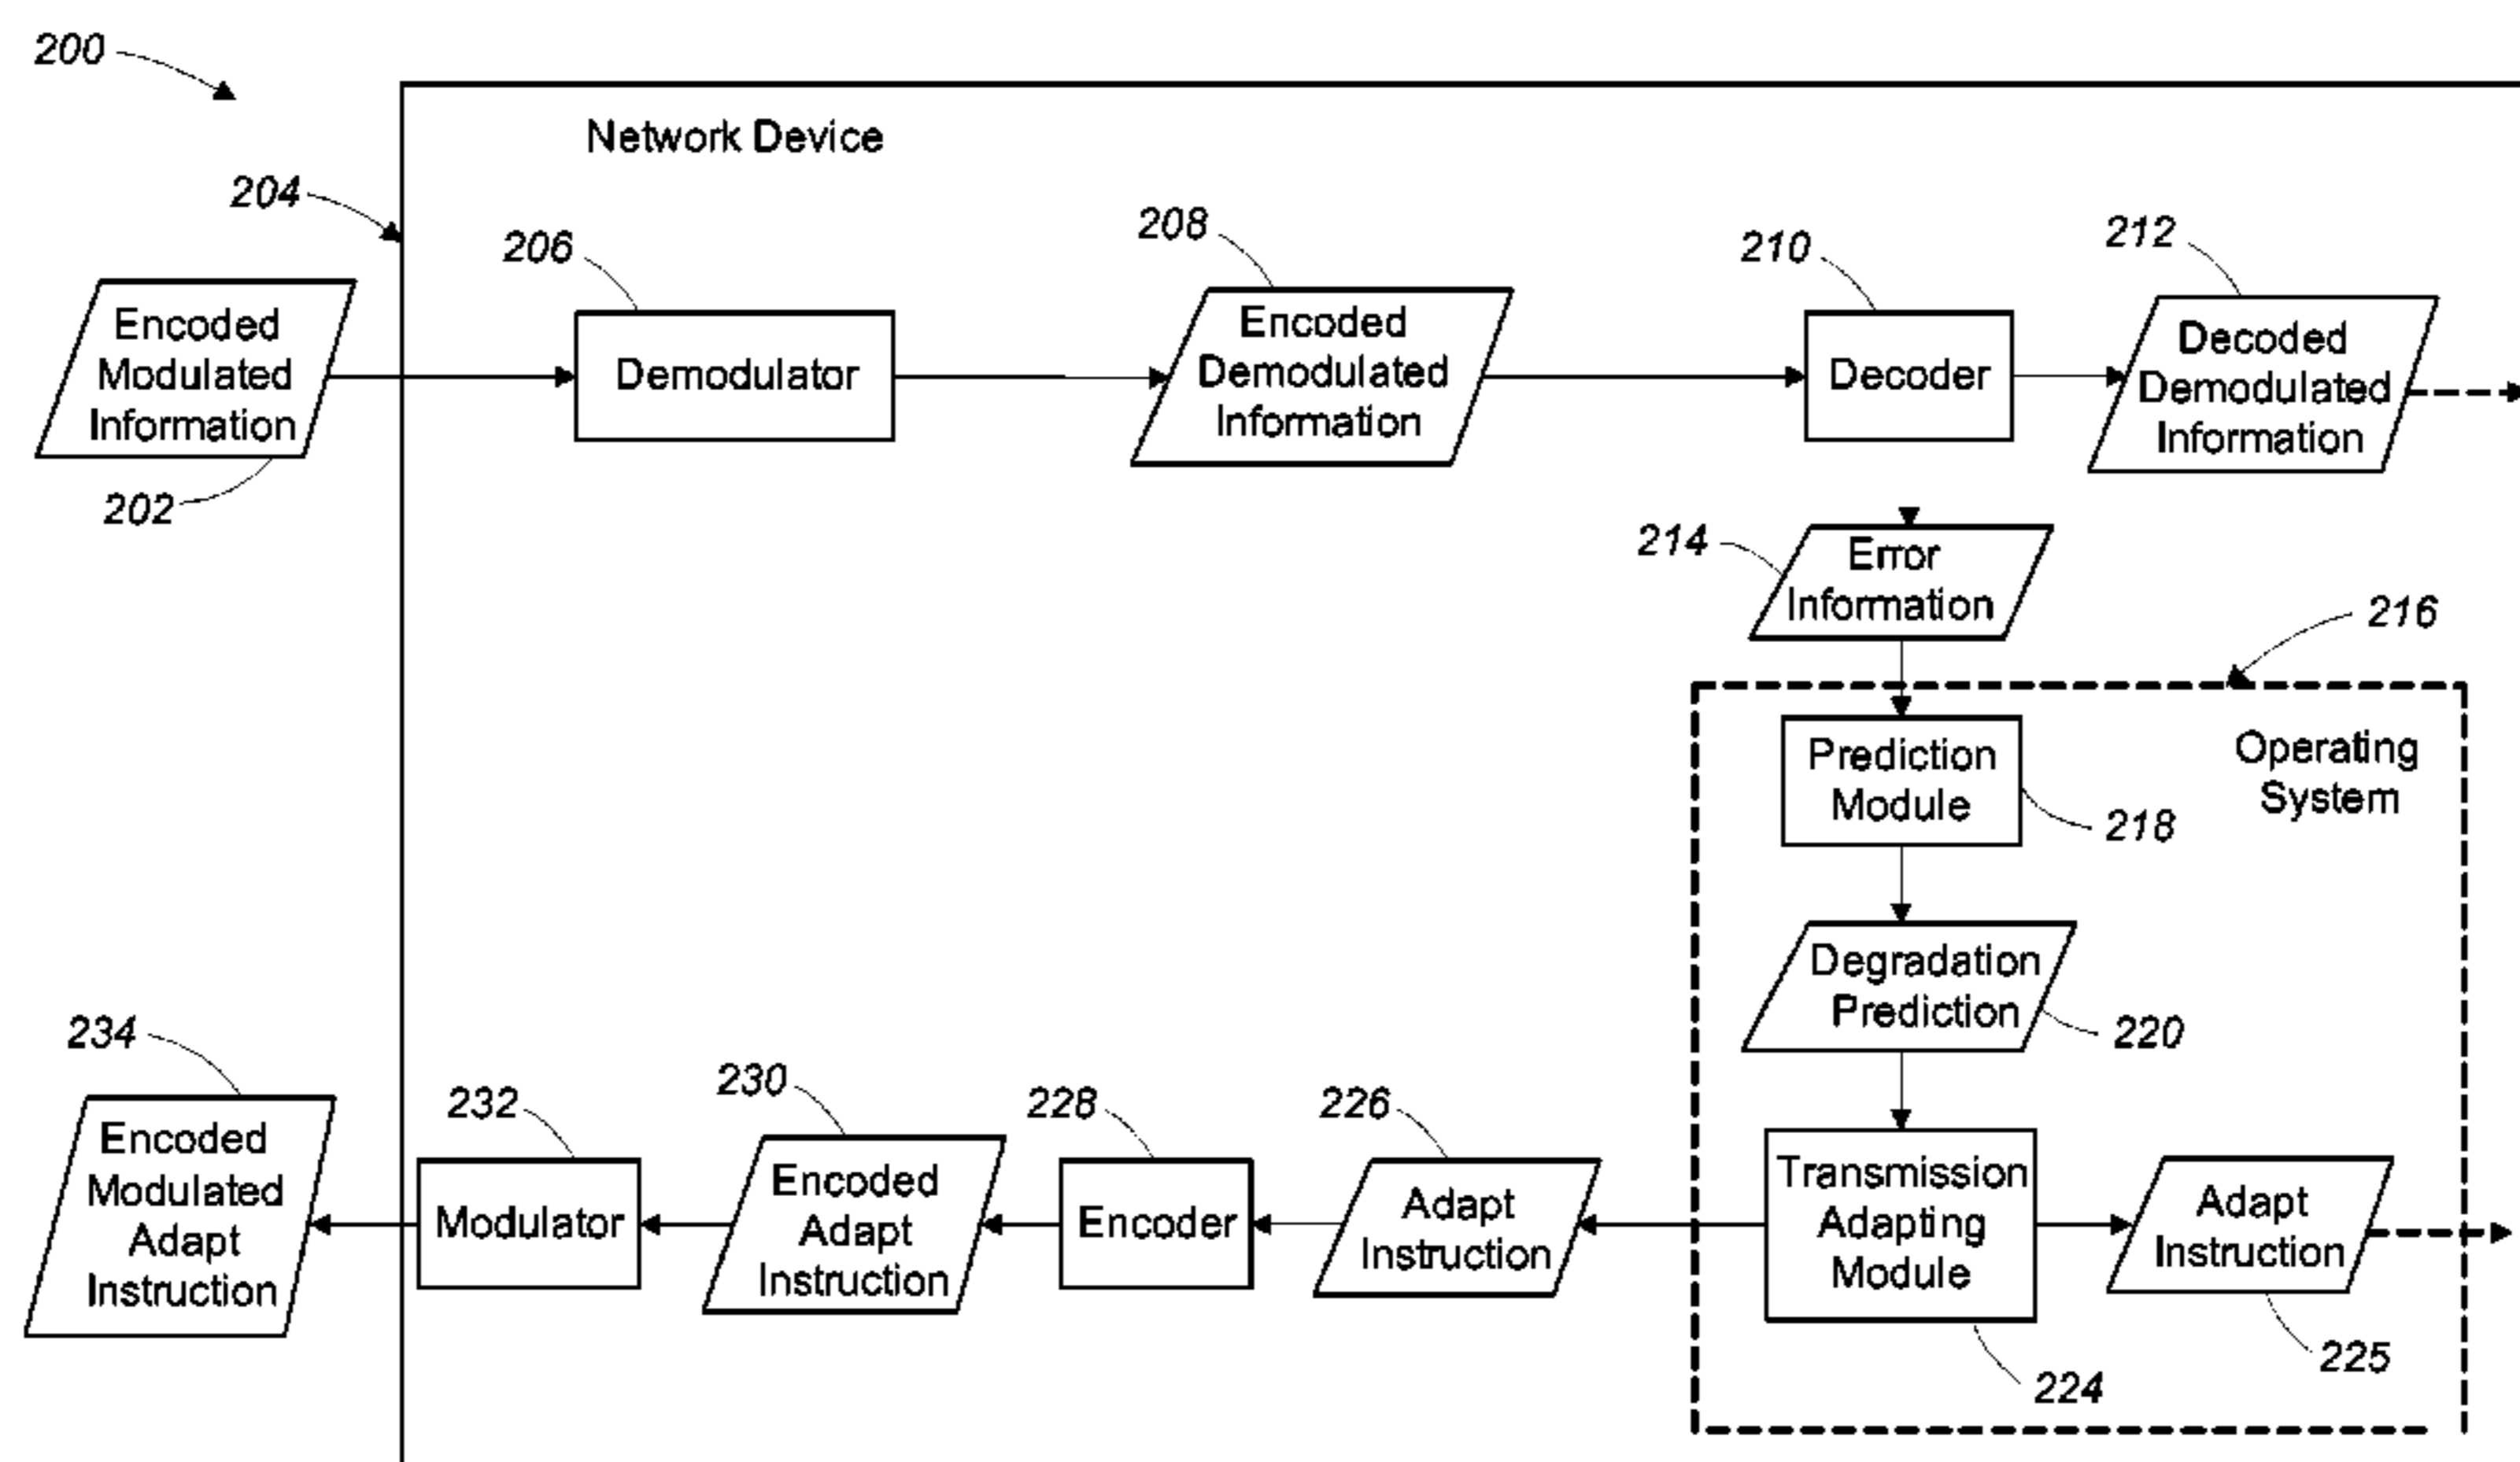 200
Network Device
204
206
208
210
212
Encoded
Modulated
Information
202
Demodulator
Encoded
Demodulated
Information
Decoder
Decoded
Demodulated
Information
214
Error
Information
216
Operating
System
Prediction
Module
218
Degradation
Prediction
220
234
232
230
228
226
Encoded
Modulated
Adapt
Instruction
Modulator
Encoded
Adapt
Instruction
Encoder
Adapt
Instruction
Transmission
Adapting
Module
224
Adapt
Instruction
225